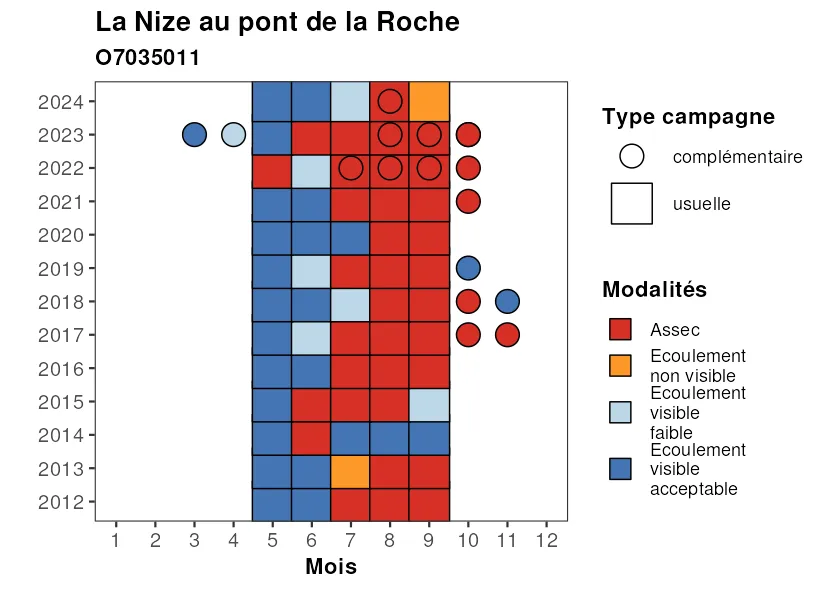 La Nize au pont de la Roche
O7035011
2024
2023
2022
2021
2020
2019
2018
2017
2016
2015
2014
2013
2012
1 2 3 4 5 6 7 8 9 10 11 12
Mois
Type campagne
complémentaire
usuelle
Modalités
Assec
Ecoulement
non visible
Ecoulement
visible
faible
Ecoulement
visible
acceptable